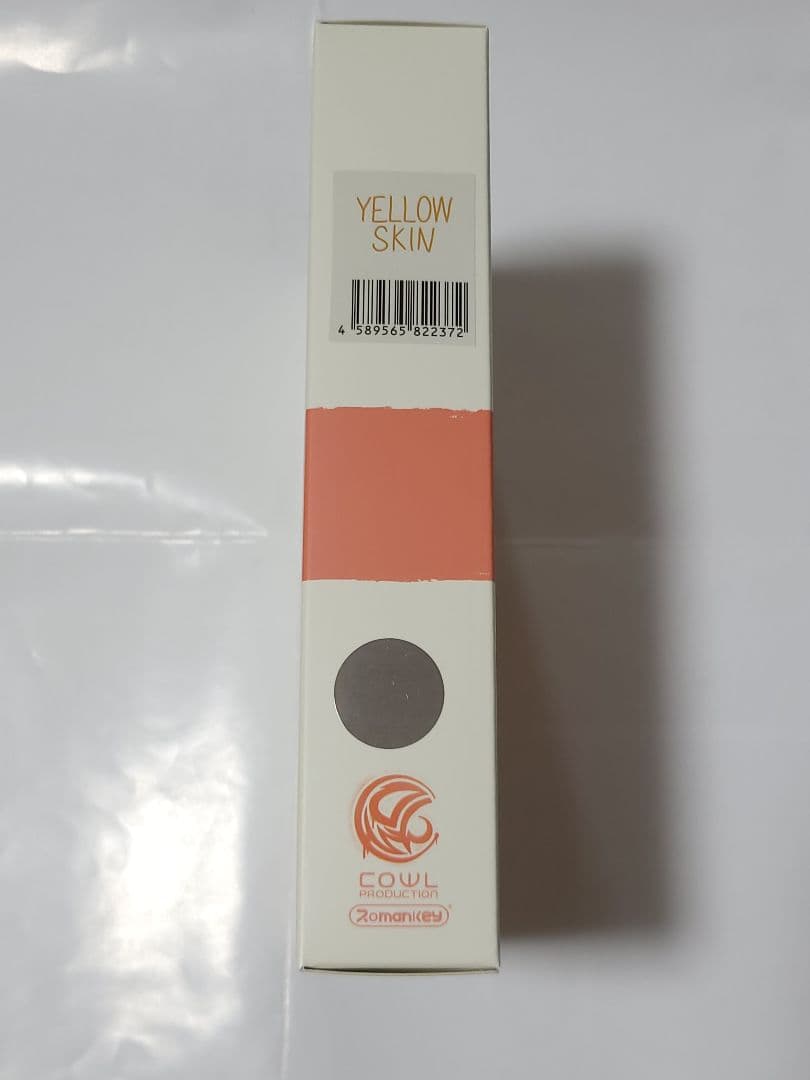 YELLOW
SKIN
4 589565 822372
COWL
PRODUCTION
Romankey